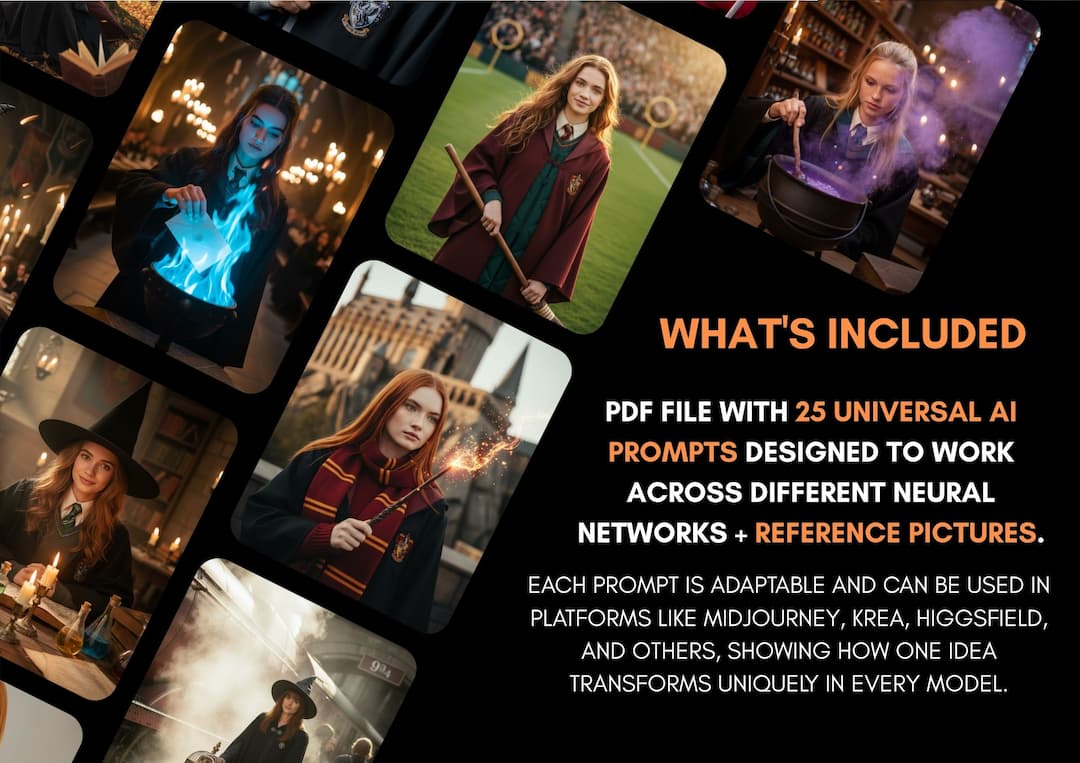 WHAT'S INCLUDED
PDF FILE WITH 25 UNIVERSAL AI
PROMPTS DESIGNED TO WORK
ACROSS DIFFERENT NEURAL
NETWORKS + REFERENCE PICTURES.
EACH PROMPT IS ADAPTABLE AND CAN BE USED IN
PLATFORMS LIKE MIDJOURNEY, KREA, HIGGSFIELD,
AND OTHERS, SHOWING HOW ONE IDEA
TRANSFORMS UNIQUELY IN EVERY MODEL.